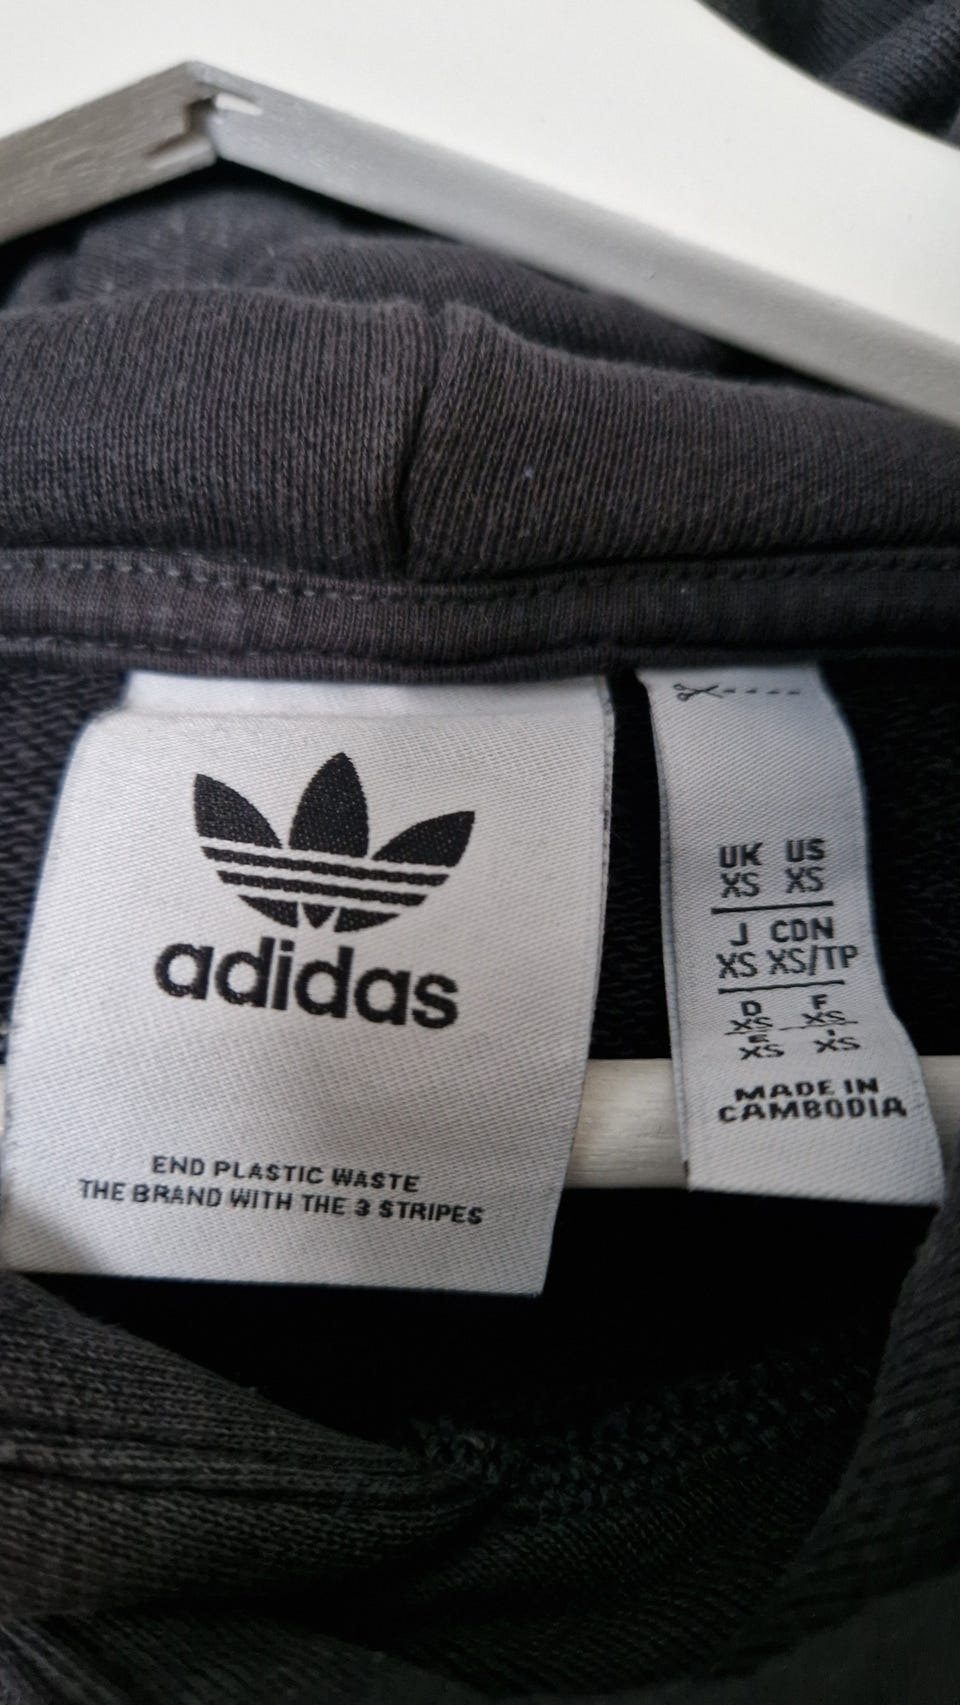 adidas
END PLASTIC WASTE
THE BRAND WITH THE 3 STRIPES
UK US
XS XS
J CDN
XS XS/TP
D F
XS XS
E I
XS XS
MADE IN
CAMBODIA